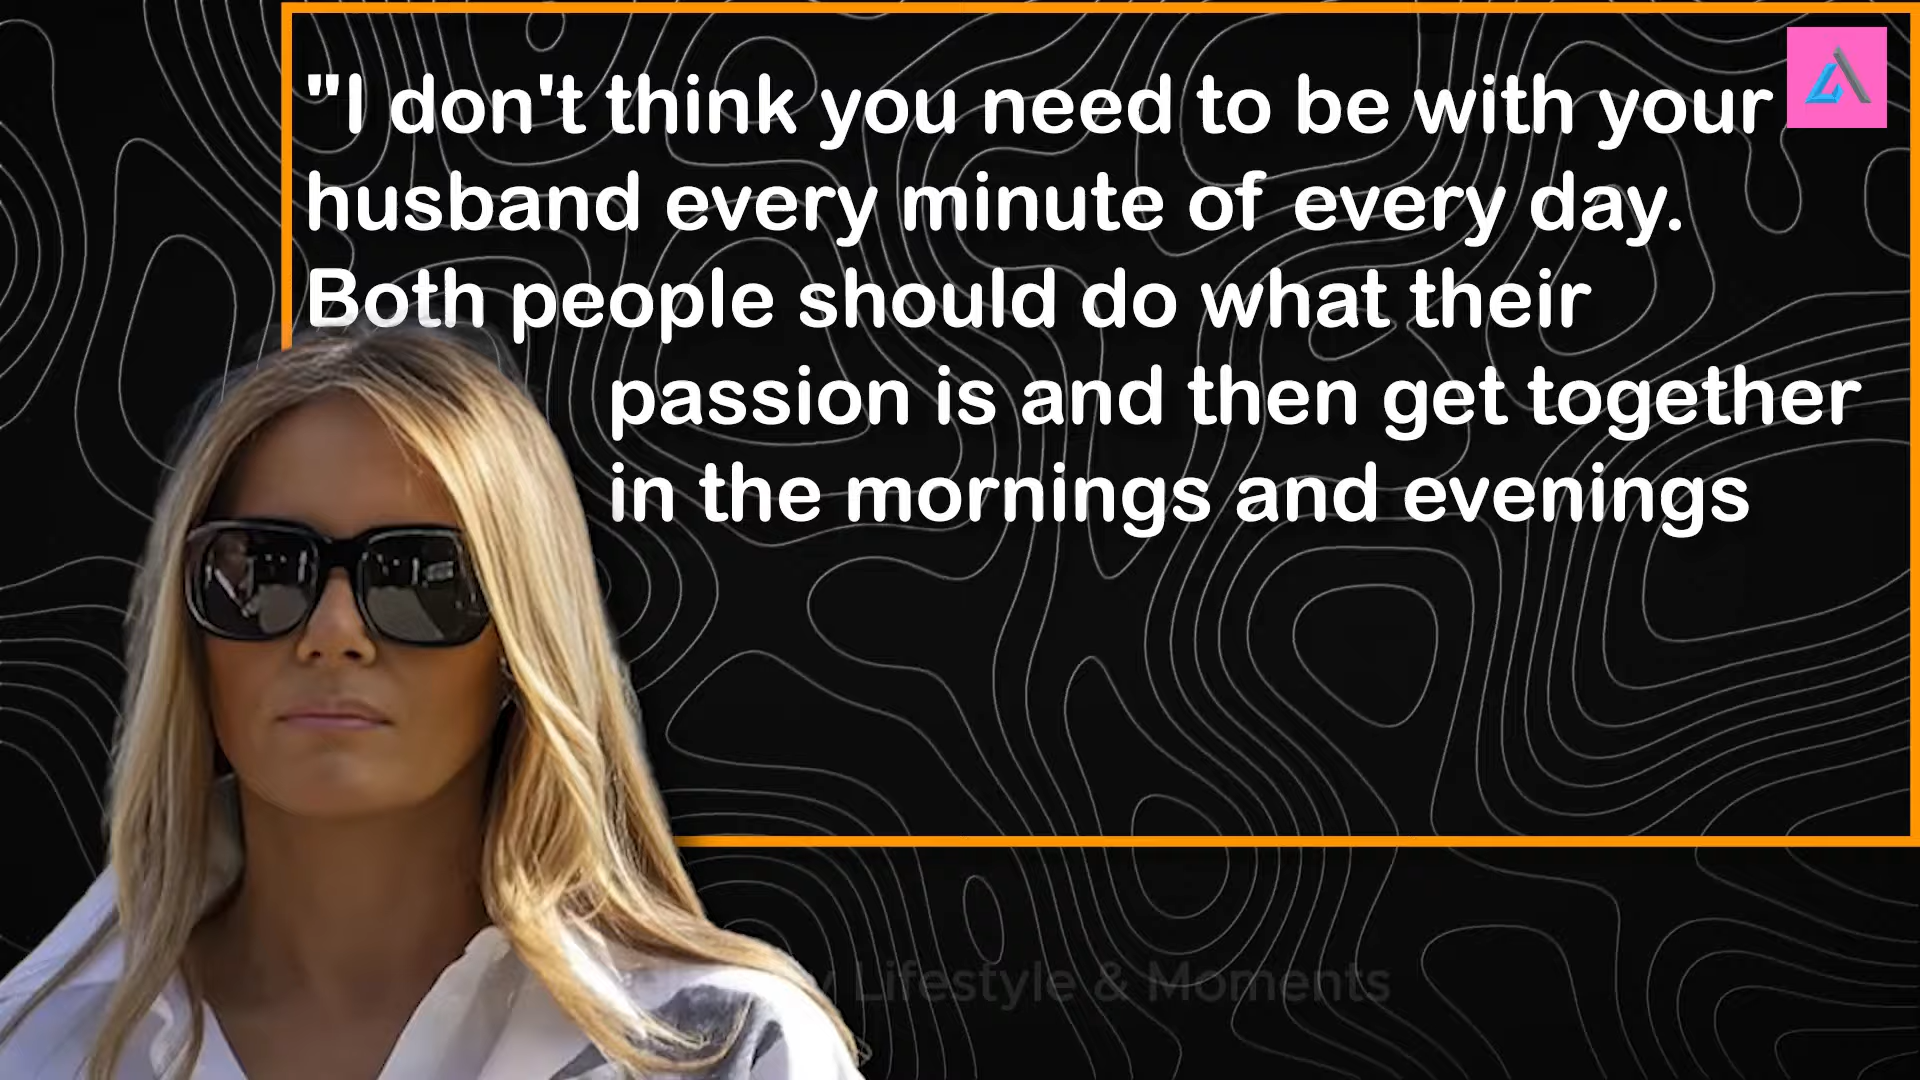 "I don't think you need to be with your
husband every minute of every day.
Both people should do what their
passion is and then get together
in the mornings and evenings
Lifestyle & Moments